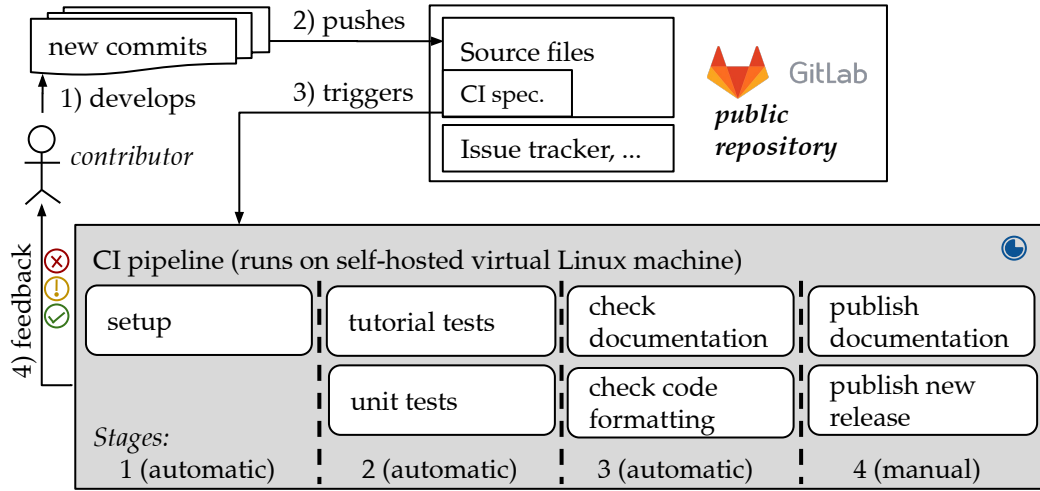 new commits
2) pushes
Source files
CI spec.
Issue tracker, ...
GitLab
public
repository
1) develops
3) triggers
contributor
4) feedback
CI pipeline (runs on self-hosted virtual Linux machine)
setup
tutorial tests
check
documentation
publish
documentation
unit tests
check code
formatting
publish new
release
Stages:
1 (automatic)
2 (automatic)
3 (automatic)
4 (manual)